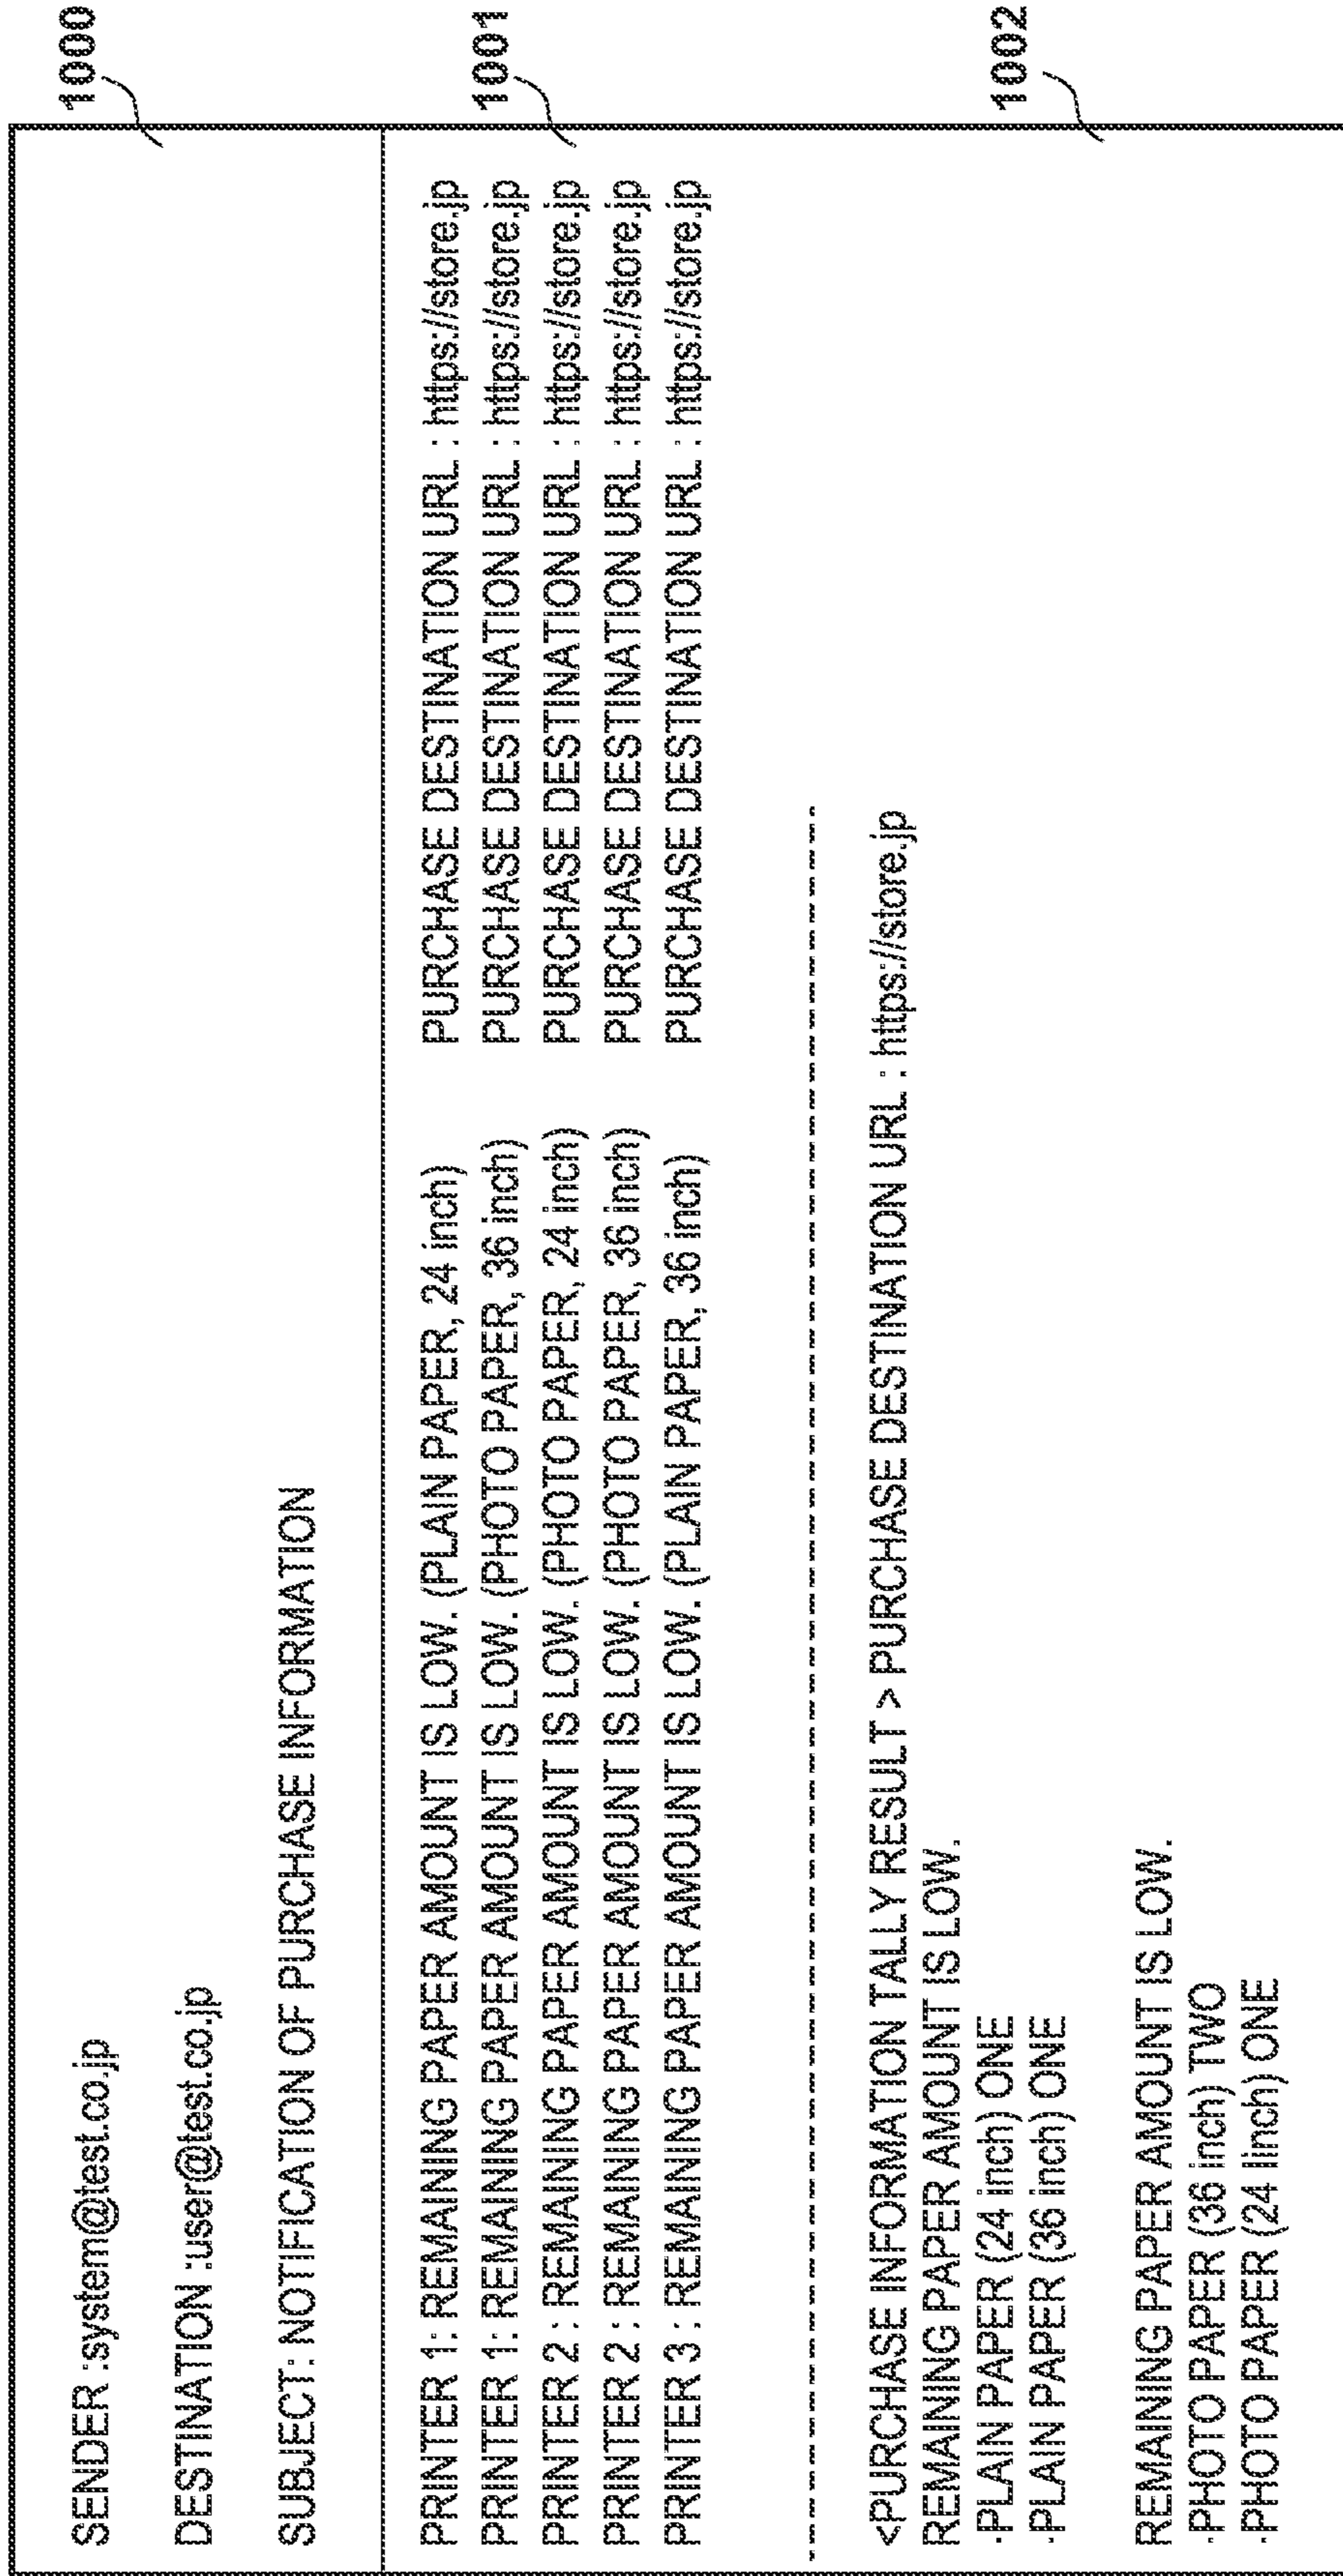 SENDER :system@test.co.jp
1000
DESTINATION :user@test.co.jp
SUBJECT: NOTIFICATION OF PURCHASE INFORMATION
1001
PRINTER 1: REMAINING PAPER AMOUNT IS LOW. (PLAIN PAPER, 24 inch) PURCHASE DESTINATION URL : https://store.jp
PRINTER 1: REMAINING PAPER AMOUNT IS LOW. (PHOTO PAPER, 36 inch) PURCHASE DESTINATION URL : https://store.jp
PRINTER 2 : REMAINING PAPER AMOUNT IS LOW. (PHOTO PAPER, 24 inch) PURCHASE DESTINATION URL : https://store.jp
PRINTER 2 : REMAINING PAPER AMOUNT IS LOW. (PHOTO PAPER, 36 inch) PURCHASE DESTINATION URL : https://store.jp
PRINTER 3 : REMAINING PAPER AMOUNT IS LOW. (PLAIN PAPER, 36 inch) PURCHASE DESTINATION URL : https://store.jp
<PURCHASE INFORMATION TALLY RESULT > PURCHASE DESTINATION URL : https://store.jp
REMAINING PAPER AMOUNT IS LOW.
·PLAIN PAPER (24 inch) ONE
·PLAIN PAPER (36 inch) ONE
1002
REMAINING PAPER AMOUNT IS LOW.
·PHOTO PAPER (36 inch) TWO
·PHOTO PAPER (24 Iinch) ONE